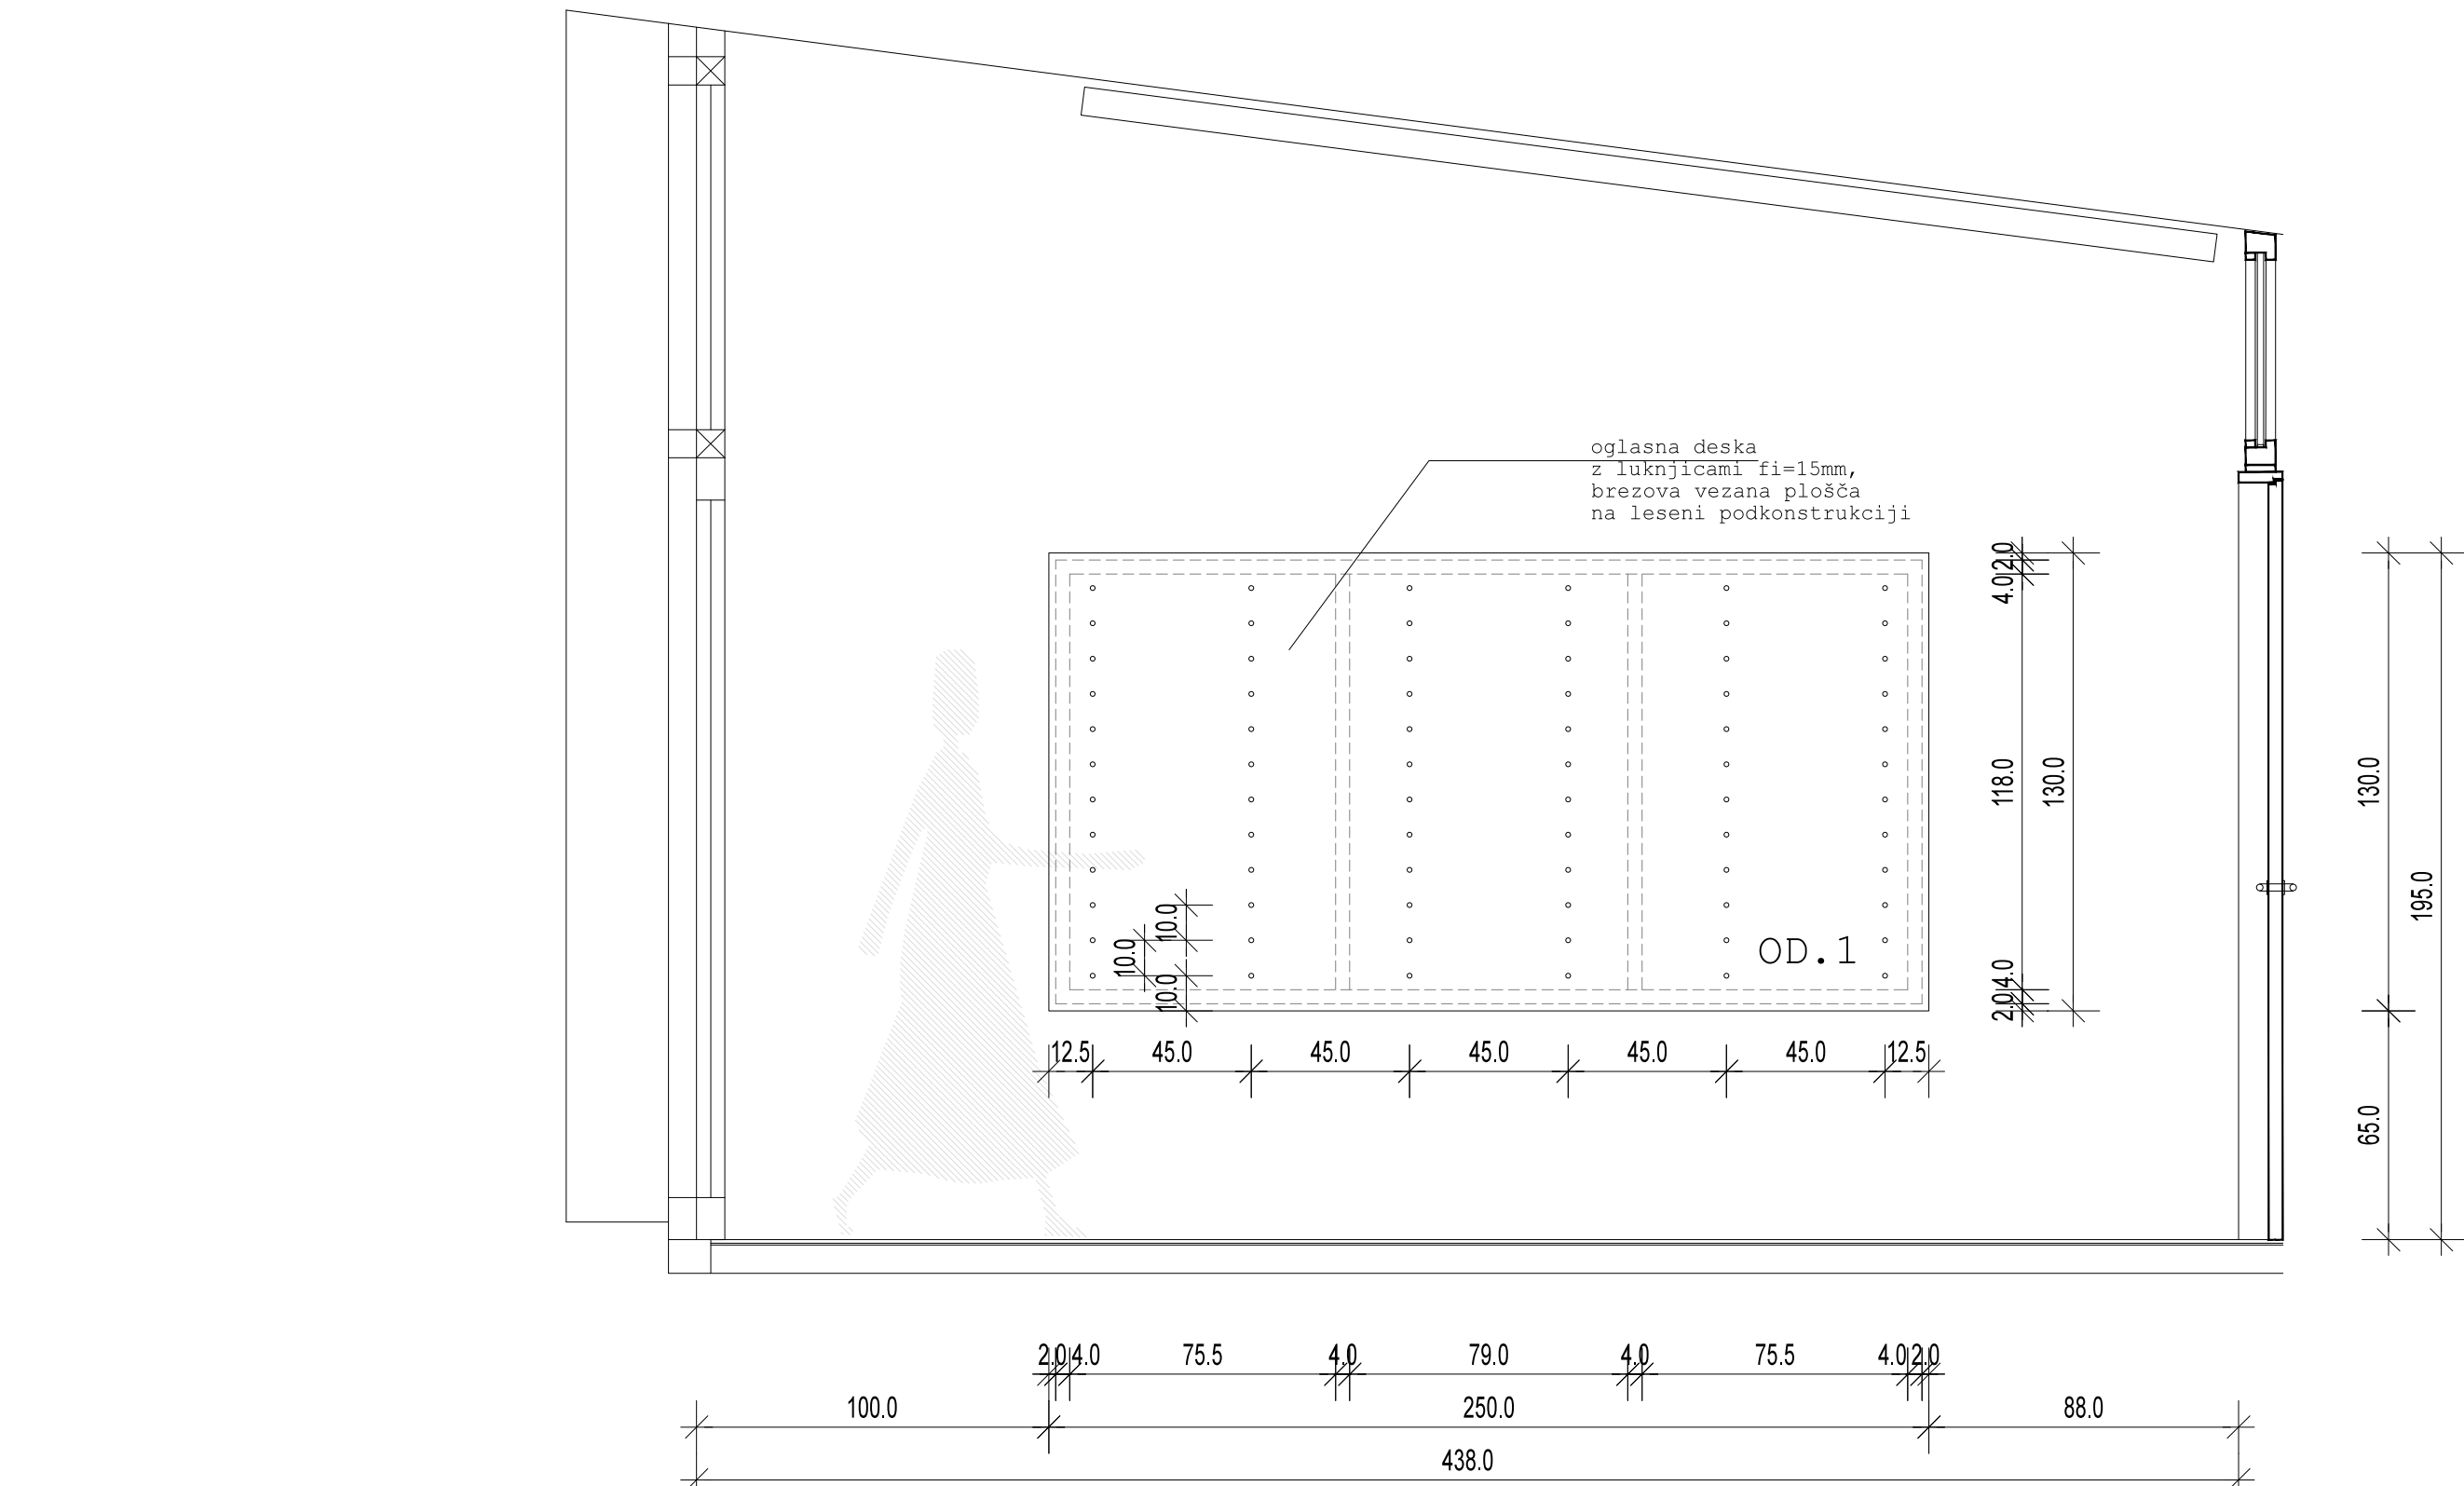 oglasna deska
z luknjicami fi=15mm,
brezova vezana plošča
na leseni podkonstrukciji
2.0
4.0
118.0
130.0
4.0
2.0
130.0
195.0
65.0
10.0
10.0
10.0
OD.1
12.5 45.0 45.0 45.0 45.0 45.0 12.5
2.0 4.0 75.5 4.0 79.0 4.0 75.5 4.0 2.0
100.0 250.0 88.0
438.0